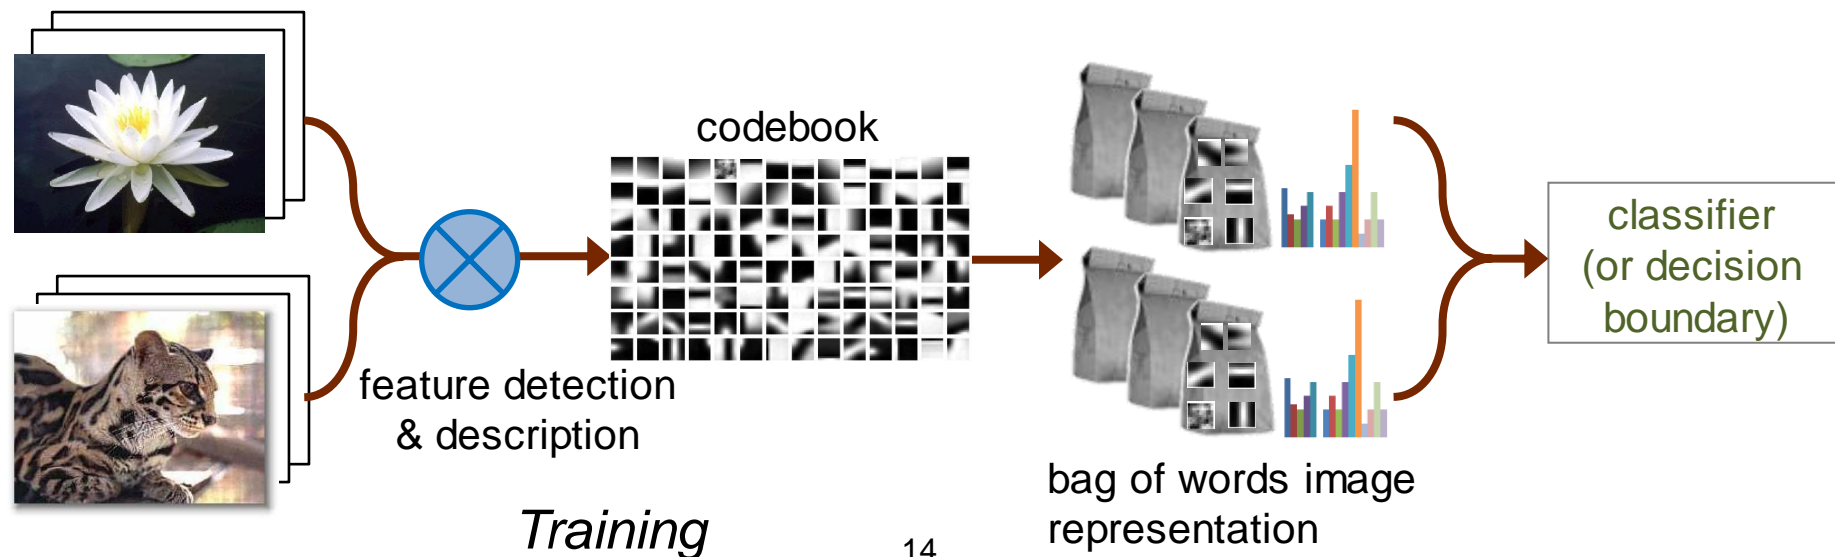 codebook
feature detection
& description
bag of words image
representation
classifier
(or decision
boundary)
Training
14